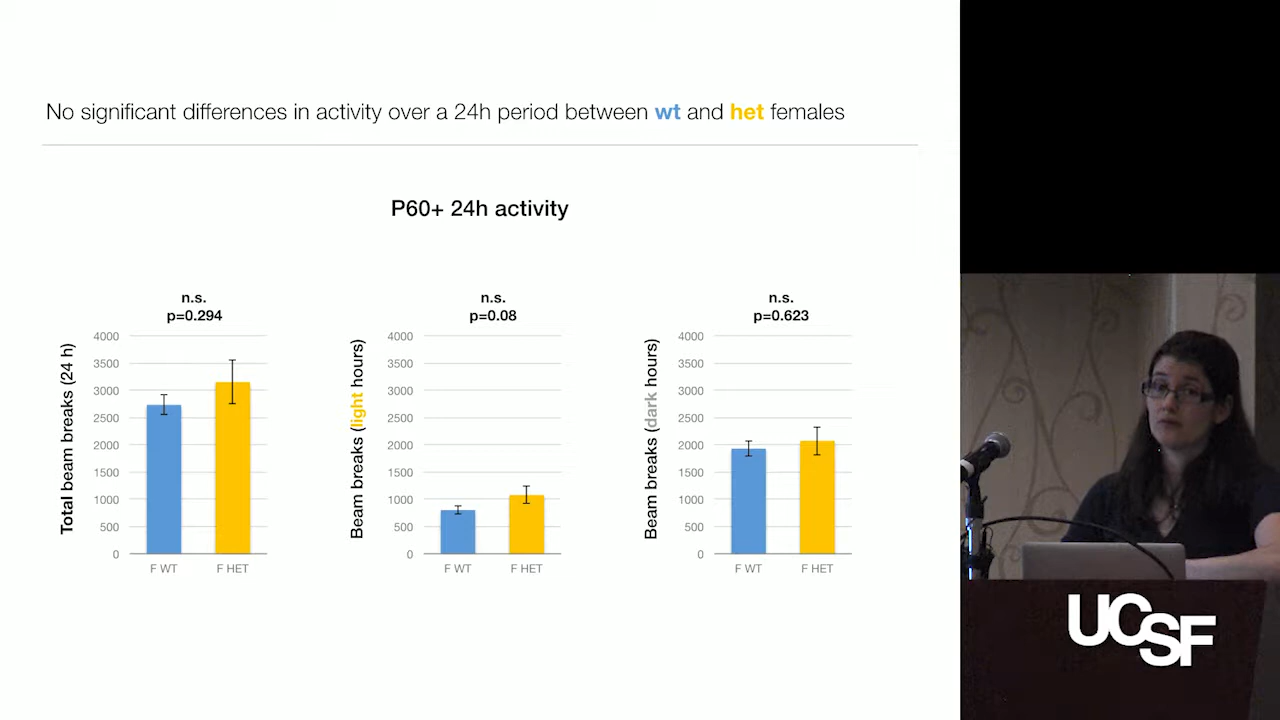 No significant differences in activity over a 24h period between wt and het females
P60+ 24h activity
n.s.
p=0.294
Total beam breaks (24 h)
4000
3500
3000
2500
2000
1500
1000
500
0
F WT
F HET
n.s.
p=0.08
Beam breaks (light hours)
4000
3500
3000
2500
2000
1500
1000
500
0
F WT
F HET
n.s.
p=0.623
Beam breaks (dark hours)
4000
3500
3000
2500
2000
1500
1000
500
0
F WT
F HET
UCSF